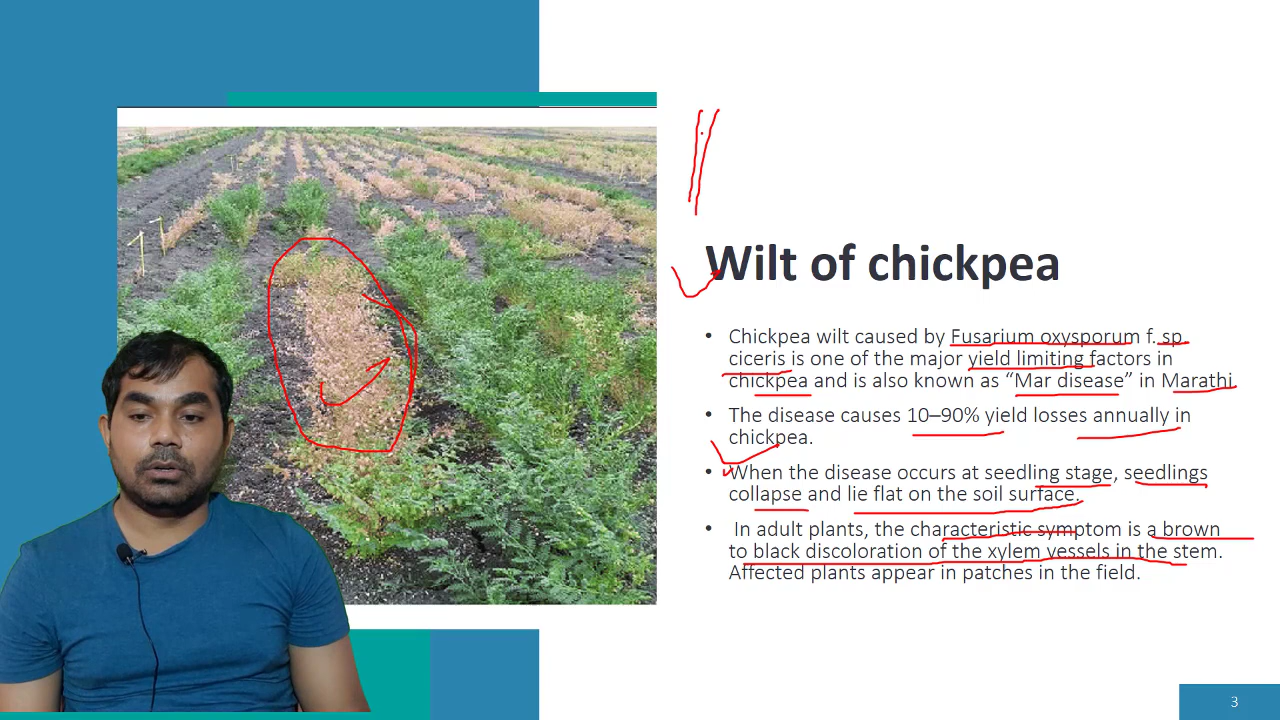 Wilt of chickpea
• Chickpea wilt caused by Fusarium oxysporum f. sp.
ciceris is one of the major yield limiting factors in
chickpea and is also known as “Mar disease” in Marathi
• The disease causes 10–90% yield losses annually in
chickpea.
• When the disease occurs at seedling stage, seedlings
collapse and lie flat on the soil surface.
• In adult plants, the characteristic symptom is a brown
to black discoloration of the xylem vessels in the stem.
Affected plants appear in patches in the field.
3